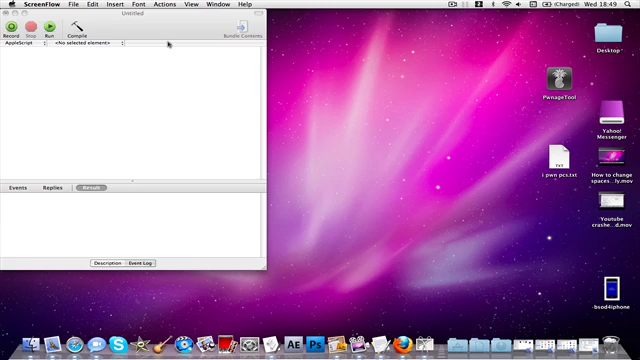 ScreenFlow File Edit Insert Font Actions View Window Help (Charged) Wed 18:49
Untitled
Record Stop Run Compile Bundle Contents
AppleScript <No selected element>
Events Replies Result
Description Event Log
Desktop
PwnageTool
Yahoo!
Messenger
i pwn pcs.txt
How to change
spaces...ly.mov
Youtube
crashe...d.mov
bsod4iphone
AE Ps